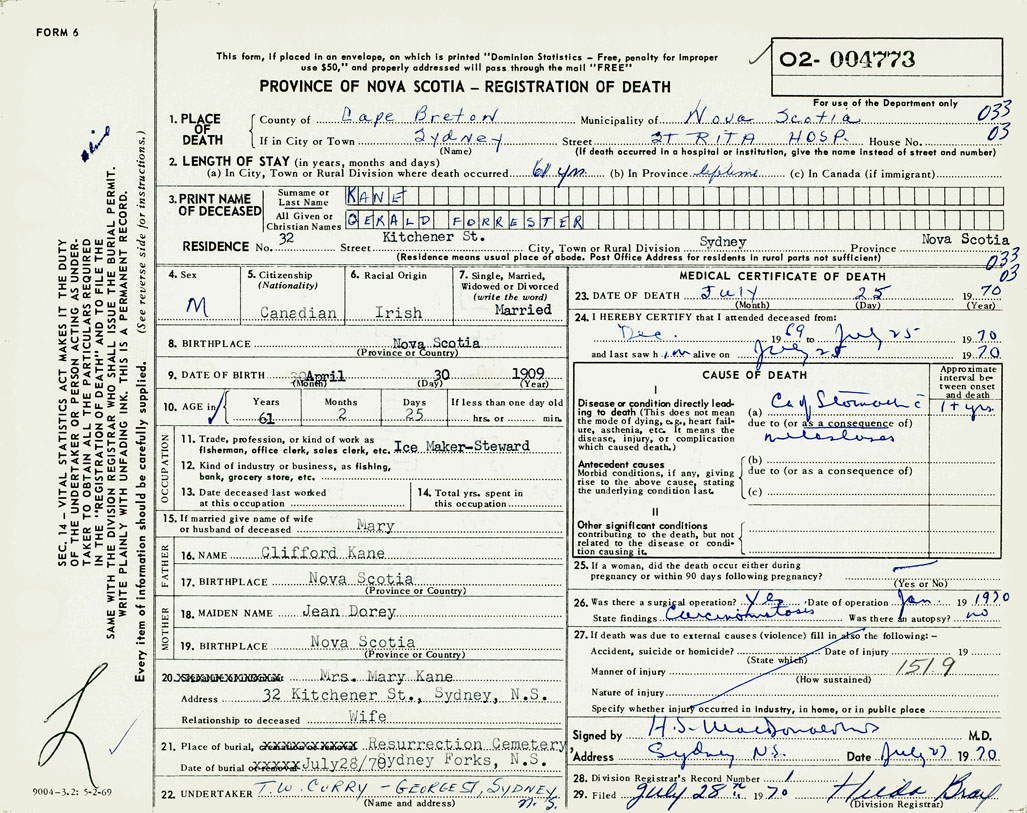 FORM 6
This form, if placed in an envelope, on which is printed "Dominion Statistics – Free, penalty for improper
use $50," and properly addressed will pass through the mail "FREE"
PROVINCE OF NOVA SCOTIA – REGISTRATION OF DEATH
O2- 004773
For use of the Department only
033
03
1. PLACE OF DEATH
County of Cape Breton Municipality of Nova Scotia
If in City or Town Sydney Street ST RITA HOSP. House No.
(Name) (If death occurred in a hospital or institution, give the name instead of street and number)
2. LENGTH OF STAY (in years, months and days)
(a) In City, Town or Rural Division where death occurred 61 yrs. (b) In Province lifetime (c) In Canada (if immigrant)
3. PRINT NAME OF DECEASED
Surname or Last Name KANE
All Given or Christian Names GERALD FORRESTER
RESIDENCE No. 32 Street Kitchener St. City, Town or Rural Division Sydney Province Nova Scotia
(Residence means usual place of abode. Post Office Address for residents in rural parts not sufficient)
033
03
4. Sex M
5. Citizenship (Nationality) Canadian
6. Racial Origin Irish
7. Single, Married, Widowed or Divorced (write the word) Married
8. BIRTHPLACE Nova Scotia
(Province or Country)
9. DATE OF BIRTH April 30 1909
(Month) (Day) (Year)
10. AGE in Years 61 Months 2 Days 25 If less than one day old hrs. or min.
OCCUPATION
11. Trade, profession, or kind of work as
fisherman, office clerk, sales clerk, etc. Ice Maker-Steward
12. Kind of industry or business, as fishing,
bank, grocery store, etc.
13. Date deceased last worked
at this occupation
14. Total yrs. spent in
this occupation
15. If married give name of wife
or husband of deceased Mary
FATHER
16. NAME Clifford Kane
17. BIRTHPLACE Nova Scotia
(Province or Country)
MOTHER
18. MAIDEN NAME Jean Dorey
19. BIRTHPLACE Nova Scotia
(Province or Country)
20. Mrs. Mary Kane
Address 32 Kitchener St., Sydney, N.S.
Relationship to deceased Wife
21. Place of burial, Resurrection Cemetery,
Date of burial July28/70 Sydney Forks, N.S.
22. UNDERTAKER T.W. CURRY – GEORGE ST, SYDNEY
N.S.
(Name and address)
MEDICAL CERTIFICATE OF DEATH
23. DATE OF DEATH July 25 1970
(Month) (Day) (Year)
24. I HEREBY CERTIFY that I attended deceased from:
Dec. 1969 to July 25 1970
and last saw him alive on July 25 1970
CAUSE OF DEATH
Approximate interval between onset and death
I
Disease or condition directly lead-
ing to death (This does not mean
the mode of dying, e.g., heart fail-
ure, asthenia, etc. It means the
disease, injury, or complication
which caused death.)
(a) Ca of Stomach c̄ 1+ yrs.
due to (or as a consequence of)
metastases
Antecedent causes
Morbid conditions, if any, giving
rise to the above cause, stating
the underlying condition last.
(b)
due to (or as a consequence of)
(c)
II
Other significant conditions
contributing to the death, but not
related to the disease or condi-
tion causing it.
25. If a woman, did the death occur either during
pregnancy or within 90 days following pregnancy?
(Yes or No)
26. Was there a surgical operation? Yes Date of operation Jan. 19 1970
State findings Carcinomatosis Was there an autopsy? no
27. If death was due to external causes (violence) fill in also the following: –
Accident, suicide or homicide? Date of injury 19
(State which)
Manner of injury 1519
(How sustained)
Nature of injury
Specify whether injury occurred in industry, in home, or in public place
Signed by H.S. MacDonald M.D.
Address Sydney N.S. Date July 27 1970
28. Division Registrar's Record Number 1
29. Filed July 28 1970 Hilda Bray
(Division Registrar)
SEC. 14 – VITAL STATISTICS ACT MAKES IT THE DUTY
OF THE UNDERTAKER OR PERSON ACTING AS UNDER-
TAKER TO OBTAIN ALL THE PARTICULARS REQUIRED
IN THE "REGISTRATION OF DEATH" AND TO FILE THE
SAME WITH THE DIVISION REGISTRAR WHO SHALL ISSUE THE BURIAL PERMIT.
WRITE PLAINLY WITH UNFADING INK. THIS IS A PERMANENT RECORD.
Every item of information should be carefully supplied. (See reverse side for instructions.)
9004-3.2: 5-2-69